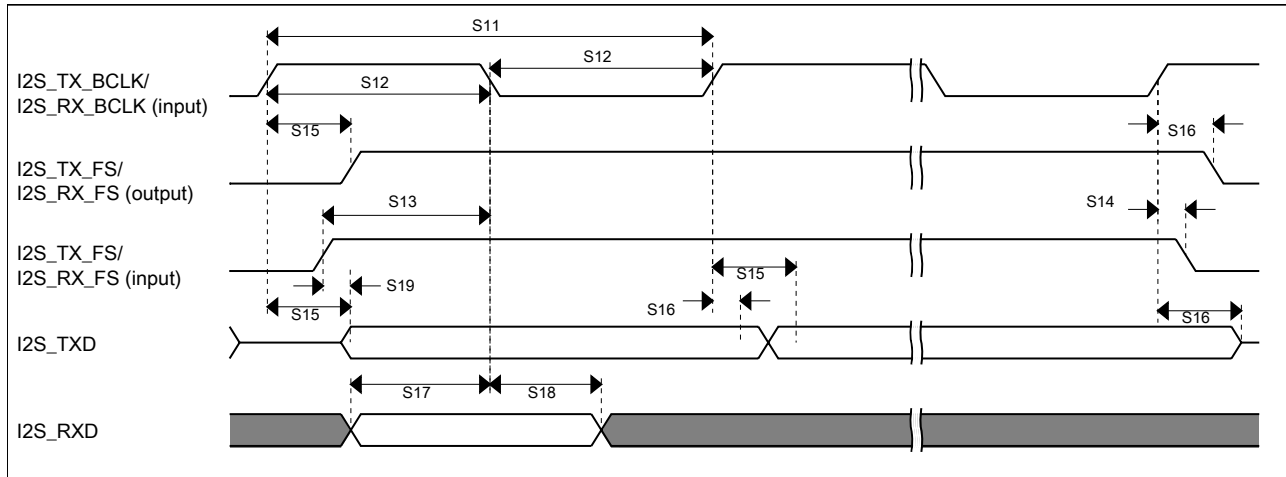 S11
S12
I2S_TX_BCLK/
I2S_RX_BCLK (input)
S12
S15
S16
I2S_TX_FS/
I2S_RX_FS (output)
S13
S14
I2S_TX_FS/
I2S_RX_FS (input)
S15
S19
S15
S16
S16
I2S_TXD
S17
S18
I2S_RXD